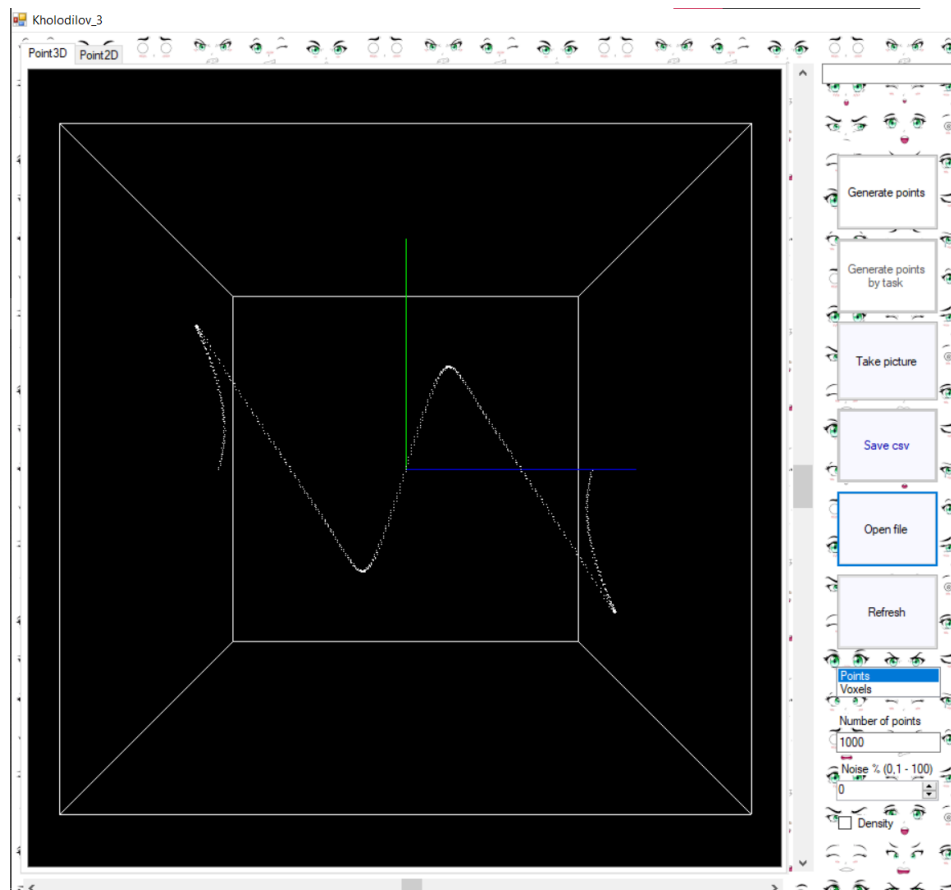 Kholodilov_3
Point3D
Point2D
Generate points
Generate points
by task
Take picture
Save csv
Open file
Refresh
Points
Voxels
Number of points
1000
Noise % (0,1 - 100)
0
Density